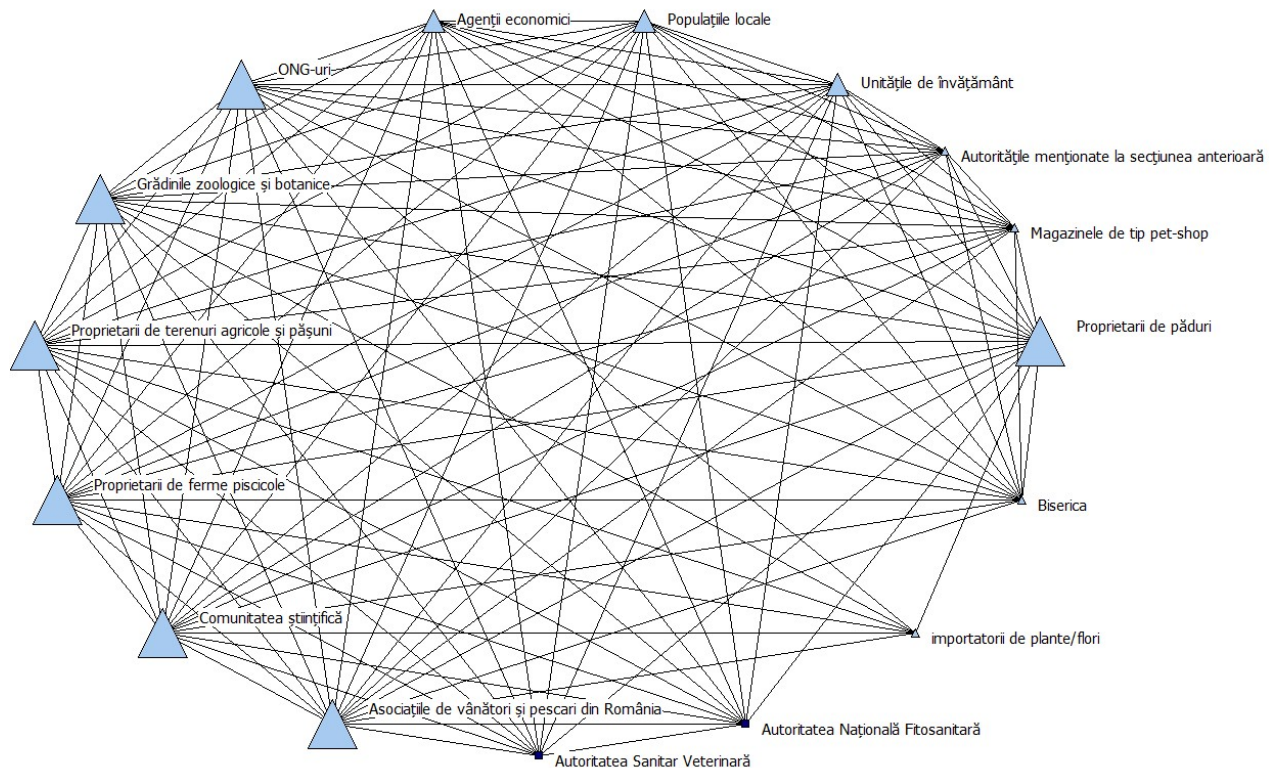 Agenții economici
Populațiile locale
ONG-uri
Unitățile de învățământ
Autoritățile menționate la secțiunea anterioară
Grădinile zoologice și botanice
Magazinele de tip pet-shop
Proprietarii de terenuri agricole și pășuni
Proprietarii de păduri
Proprietarii de ferme piscicole
Biserica
Comunitatea științifică
importatorii de plante/flori
Asociațiile de vânători și pescari din România
Autoritatea Națională Fitosanitară
Autoritatea Sanitar Veterinară